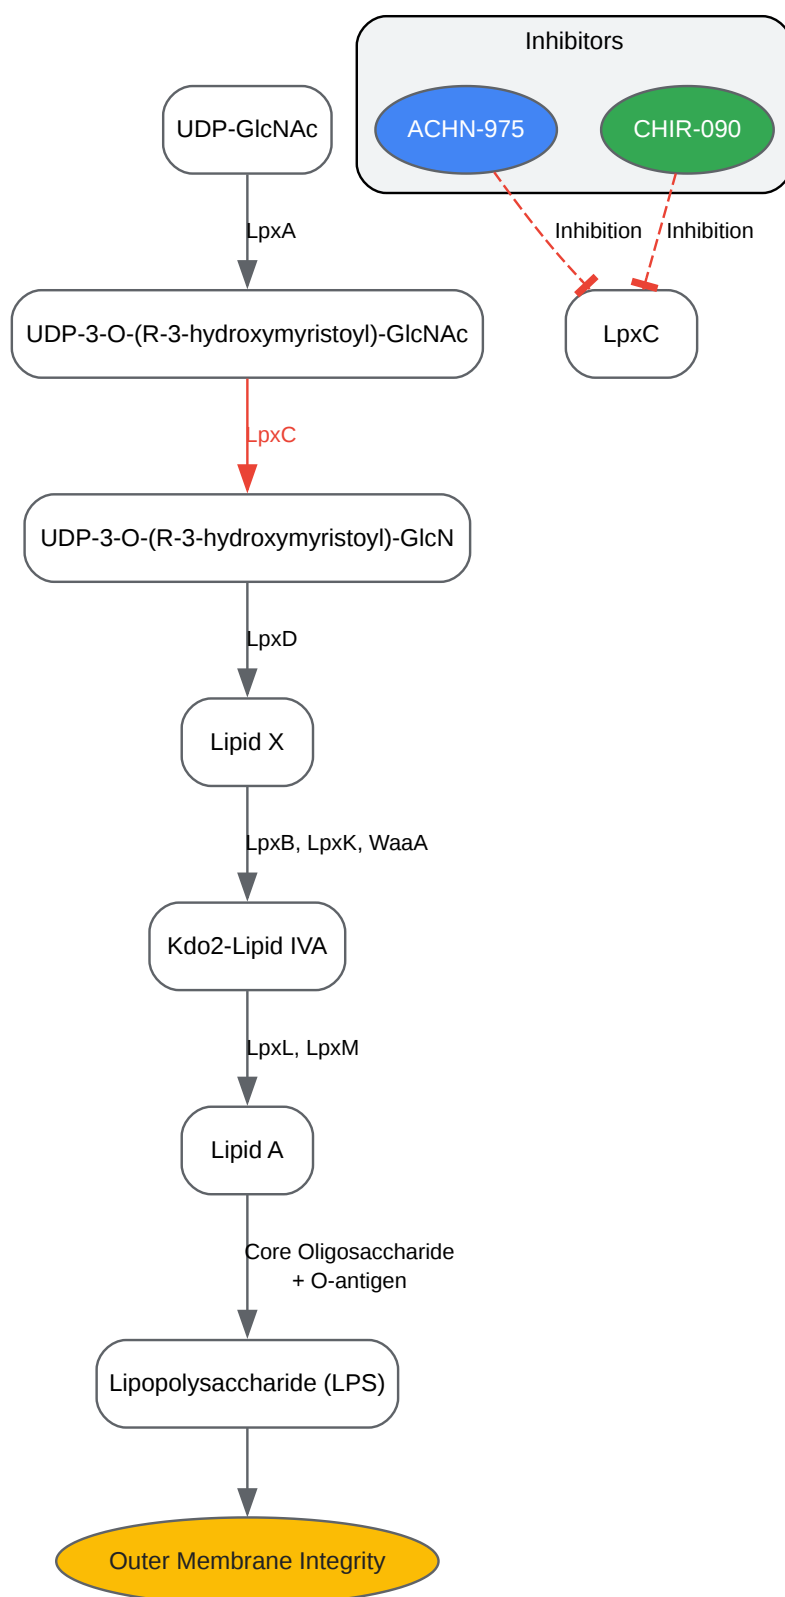 Inhibitors
UDP-GlcNAc
ACHN-975
CHIR-090
LpxA
Inhibition
Inhibition
UDP-3-O-(R-3-hydroxymyristoyl)-GlcNAc
LpxC
LpxC
UDP-3-O-(R-3-hydroxymyristoyl)-GlcN
LpxD
Lipid X
LpxB, LpxK, WaaA
Kdo2-Lipid IVA
LpxL, LpxM
Lipid A
Core Oligosaccharide
+ O-antigen
Lipopolysaccharide (LPS)
Outer Membrane Integrity